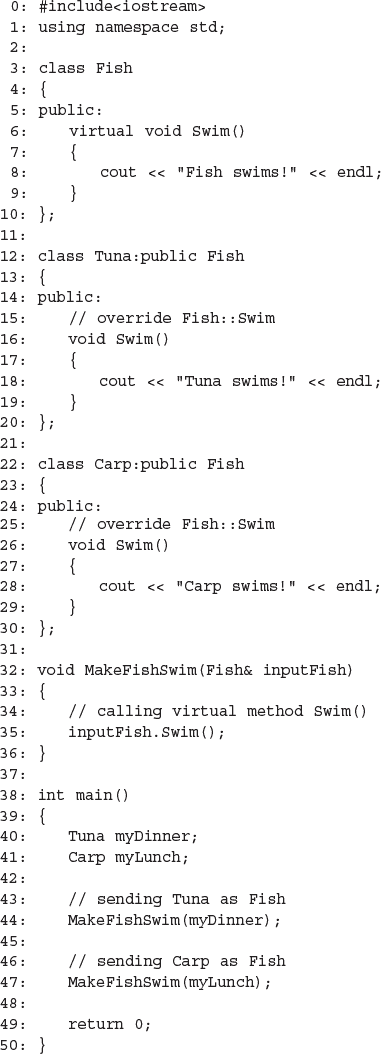 0: #include<iostream>
1: using namespace std;
2:
3: class Fish
4: {
5: public:
6:    virtual void Swim()
7:    {
8:       cout << "Fish swims!" << endl;
9:    }
10: };
11:
12: class Tuna:public Fish
13: {
14: public:
15:    // override Fish::Swim
16:    void Swim()
17:    {
18:       cout << "Tuna swims!" << endl;
19:    }
20: };
21:
22: class Carp:public Fish
23: {
24: public:
25:    // override Fish::Swim
26:    void Swim()
27:    {
28:       cout << "Carp swims!" << endl;
29:    }
30: };
31:
32: void MakeFishSwim(Fish& inputFish)
33: {
34:    // calling virtual method Swim()
35:    inputFish.Swim();
36: }
37:
38: int main()
39: {
40:    Tuna myDinner;
41:    Carp myLunch;
42:
43:    // sending Tuna as Fish
44:    MakeFishSwim(myDinner);
45:
46:    // sending Carp as Fish
47:    MakeFishSwim(myLunch);
48:
49:    return 0;
50: }